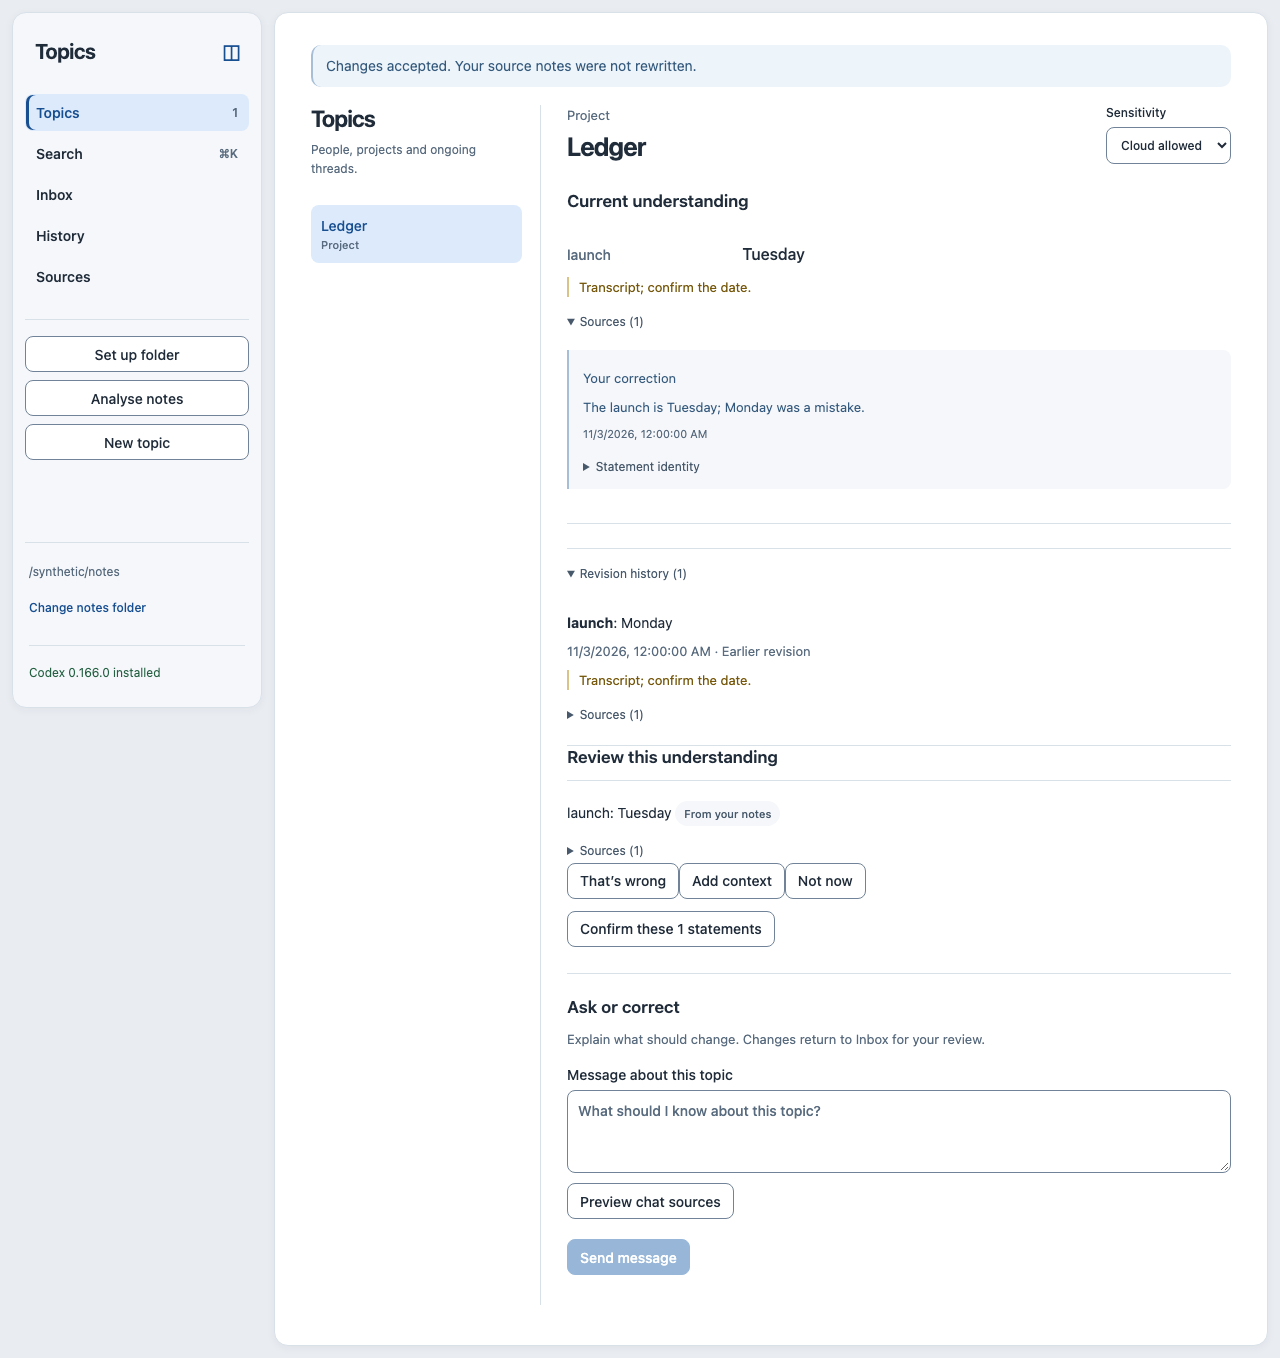 Topics
Topics 1
Search ⌘K
Inbox
History
Sources
Set up folder
Analyse notes
New topic
/synthetic/notes
Change notes folder
Codex 0.166.0 installed
Changes accepted. Your source notes were not rewritten.
Topics
People, projects and ongoing
threads.
Ledger
Project
Project
Ledger
Sensitivity
Cloud allowed
Current understanding
launch Tuesday
Transcript; confirm the date.
Sources (1)
Your correction
The launch is Tuesday; Monday was a mistake.
11/3/2026, 12:00:00 AM
Statement identity
Revision history (1)
launch: Monday
11/3/2026, 12:00:00 AM · Earlier revision
Transcript; confirm the date.
Sources (1)
Review this understanding
launch: Tuesday From your notes
Sources (1)
That’s wrong Add context Not now
Confirm these 1 statements
Ask or correct
Explain what should change. Changes return to Inbox for your review.
Message about this topic
What should I know about this topic?
Preview chat sources
Send message